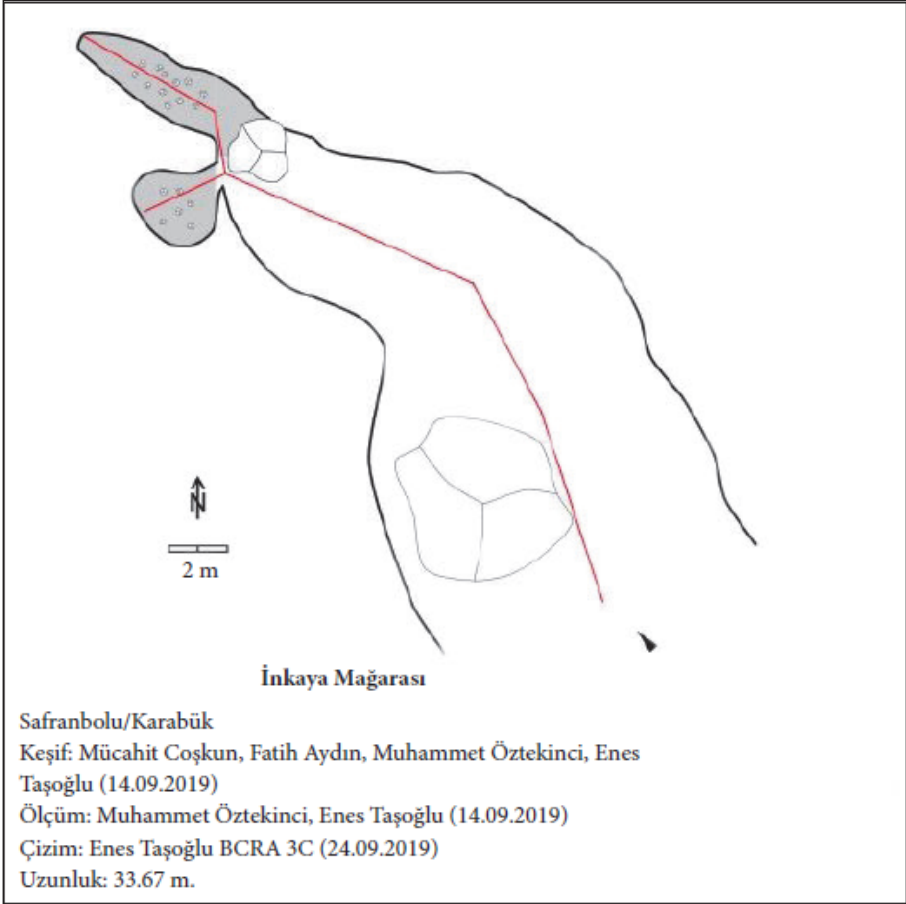 N
2 m
İnkaya Mağarası
Safranbolu/Karabük
Keşif: Mücahit Coşkun, Fatih Aydın, Muhammet Öztekinci, Enes
Taşoğlu (14.09.2019)
Ölçüm: Muhammet Öztekinci, Enes Taşoğlu (14.09.2019)
Çizim: Enes Taşoğlu BCRA 3C (24.09.2019)
Uzunluk: 33.67 m.